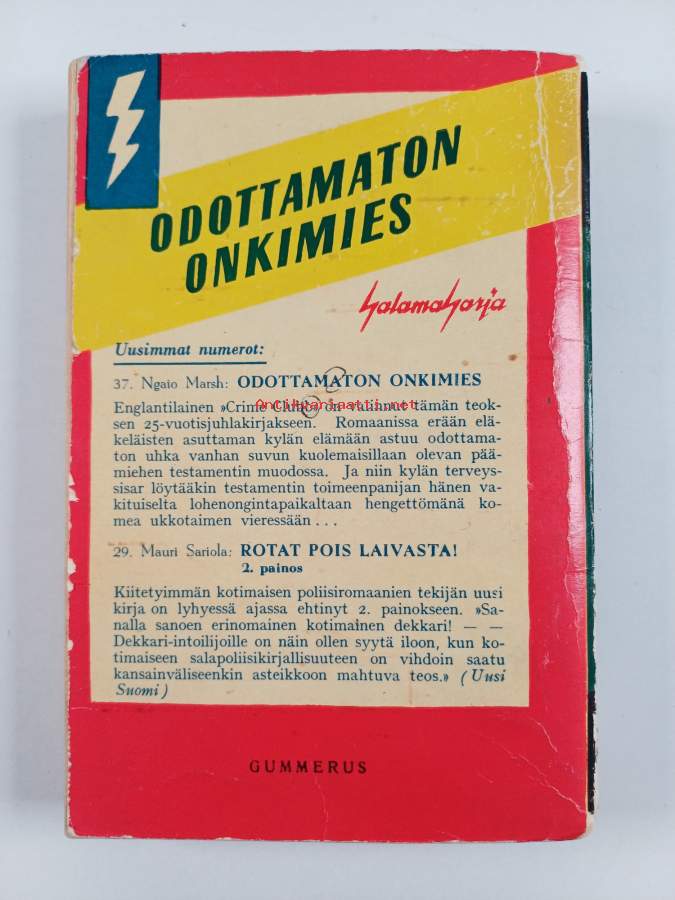 ODOTTAMATON
ONKIMIES
Salamasarja
Uusimmat numerot:
37. Ngaio Marsh: ODOTTAMATON ONKIMIES
Antikvariaatti.net
Englantilainen »Crime Club» on valinnut tämän teok-
sen 25-vuotisjuhlakirjakseen. Romaanissa erään elä-
keläisten asuttaman kylän elämään astuu odottama-
ton uhka vanhan suvun kuolemaisillaan olevan pää-
miehen testamentin muodossa. Ja niin kylän terveys-
sisar löytääkin testamentin toimeenpanijan hänen va-
kituiselta lohenongintapaikaltaan hengettömänä ko-
mea ukkotaimen vieressään . . .
29. Mauri Sariola: ROTAT POIS LAIVASTA!
2. painos
Kiitetyimmän kotimaisen poliisiromaanien tekijän uusi
kirja on lyhyessä ajassa ehtinyt 2. painokseen. »Sa-
nalla sanoen erinomainen kotimainen dekkari! — —
Dekkari-intoilijoille on näin ollen syytä iloon, kun ko-
timaiseen salapoliisikirjallisuuteen on vihdoin saatu
kansainväliseenkin asteikkoon mahtuva teos.» (Uusi
Suomi)
GUMMERUS